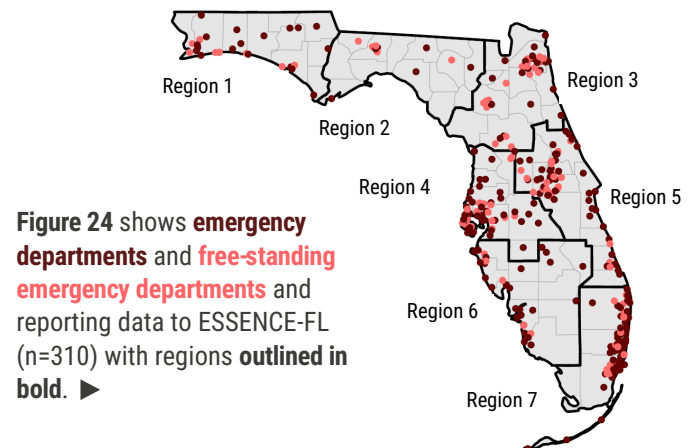 Region 1
Region 2
Region 3
Region 4
Region 5
Region 6
Region 7
Figure 24 shows emergency
departments and free-standing
emergency departments and
reporting data to ESSENCE-FL
(n=310) with regions outlined in
bold. ►